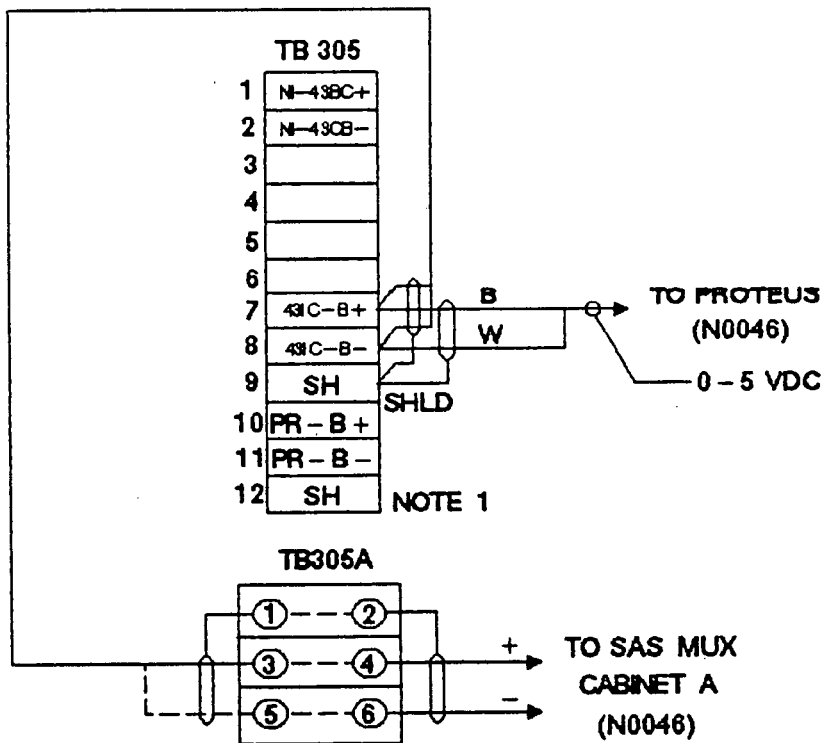 TB 305
1 NI-43BC+
2 NI-43CB-
3
4
5
6
7 431C-B+
8 431C-B-
9 SH
10 PR-B+
11 PR-B-
12 SH
B
W
SHLD
NOTE 1
TO PROTEUS
(N0046)
0-5 VDC
TB305A
1 2
3 4
5 6
+
-
TO SAS MUX
CABINET A
(N0046)